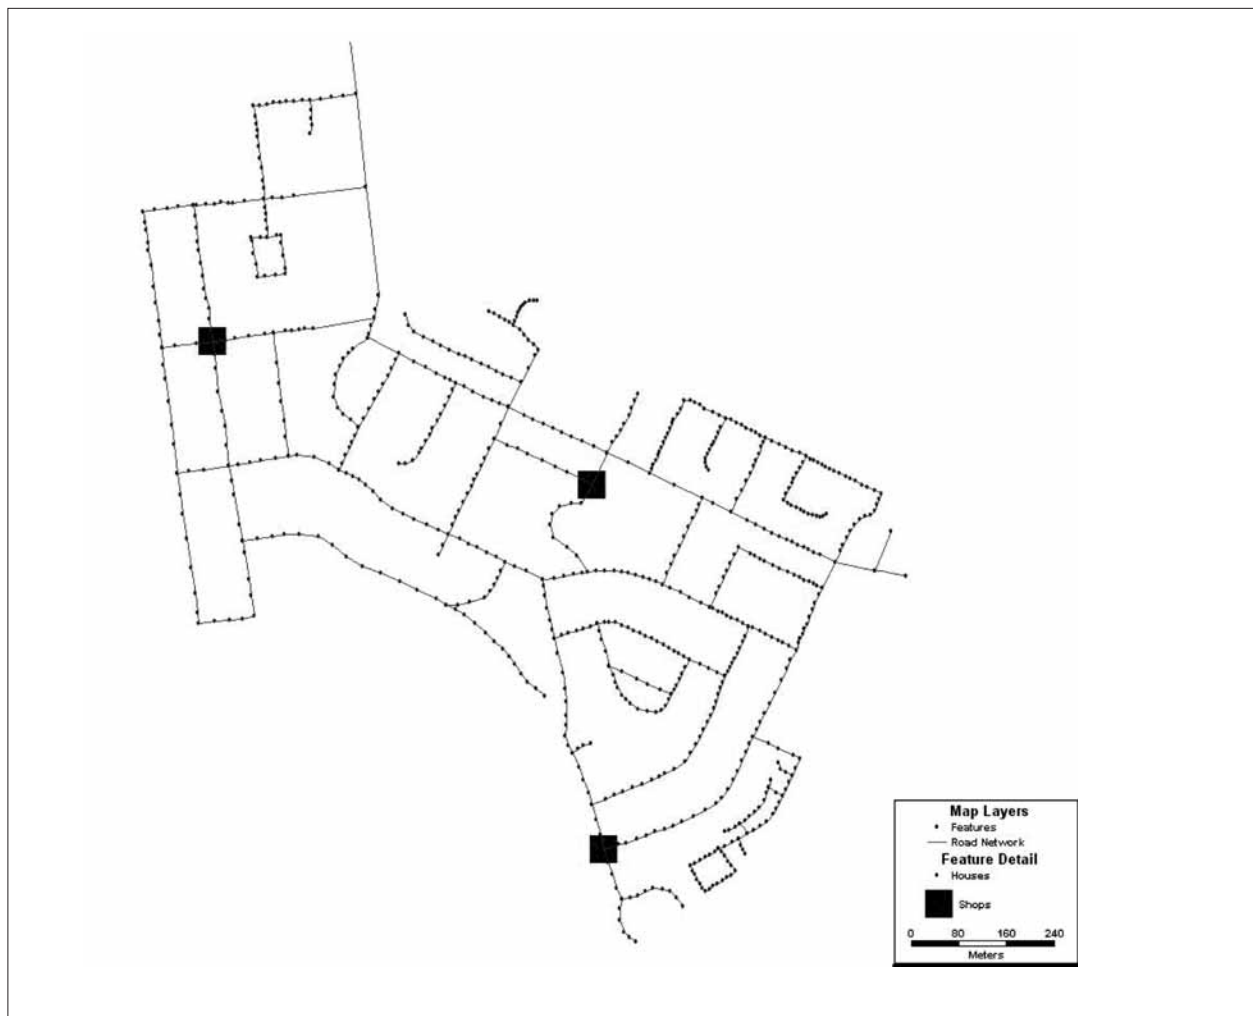 Map Layers
Features
Road Network
Feature Detail
Houses
Shops
0 80 160 240
Meters